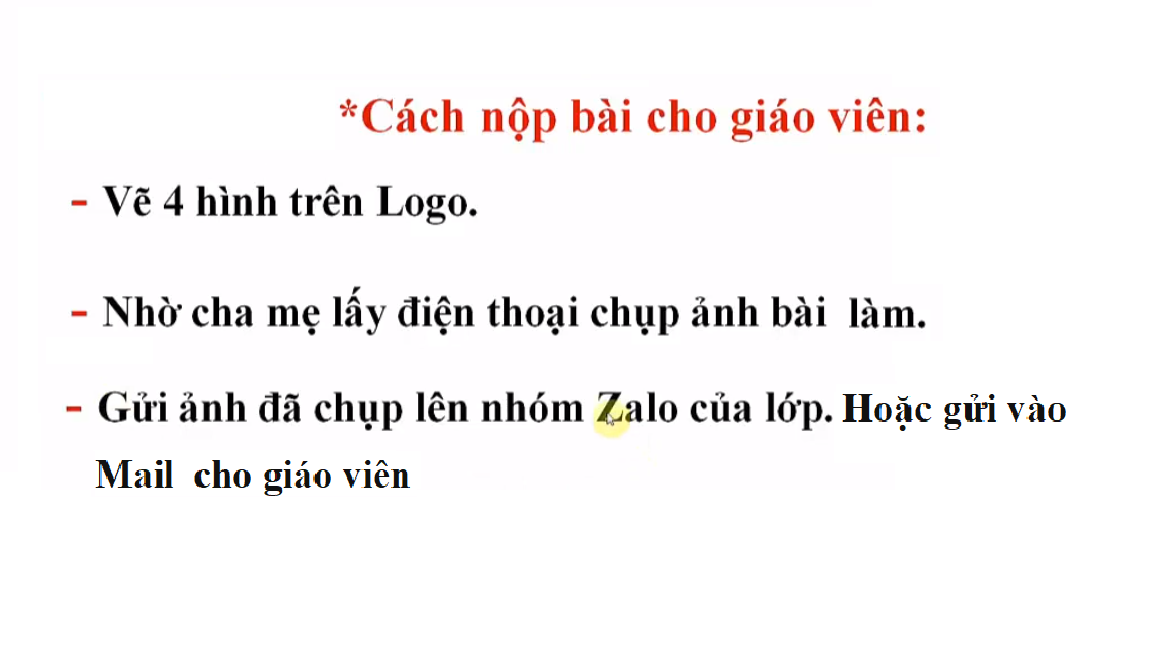 *Cách nộp bài cho giáo viên:
- Vẽ 4 hình trên Logo.
- Nhờ cha mẹ lấy điện thoại chụp ảnh bài làm.
- Gửi ảnh đã chụp lên nhóm Zalo của lớp. Hoặc gửi vào
Mail cho giáo viên